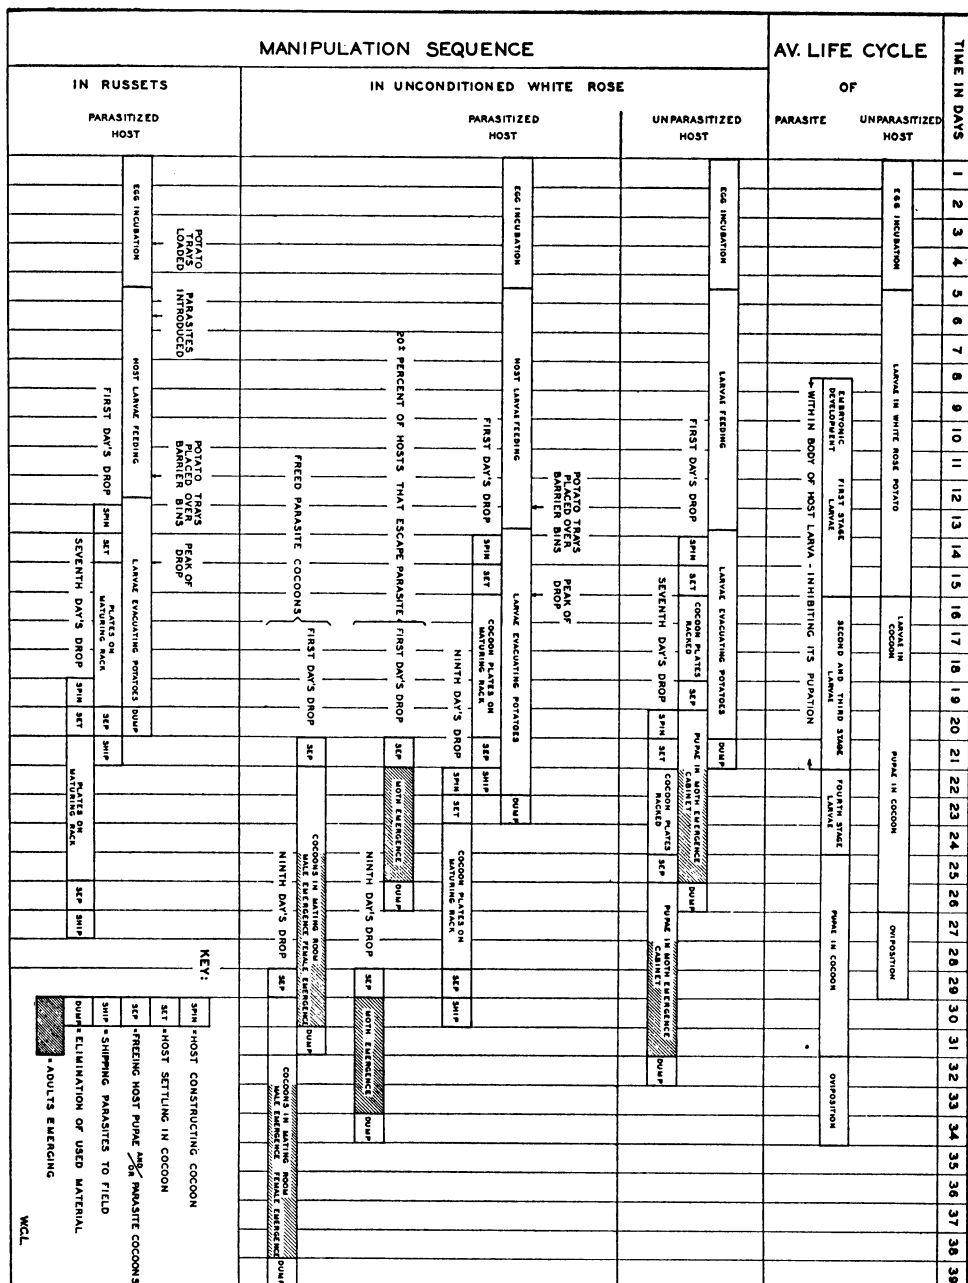 MANIPULATION SEQUENCE
AV. LIFE CYCLE
OF
TIME IN DAYS
IN RUSSETS
IN UNCONDITIONED WHITE ROSE
PARASITIZED
HOST
PARASITIZED
HOST
UNPARASITIZED
HOST
PARASITE
UNPARASITIZED
HOST
1
2
3
4
5
6
7
8
9
10
11
12
13
14
15
16
17
18
19
20
21
22
23
24
25
26
27
28
29
30
31
32
33
34
35
36
37
38
39
EGG INCUBATION
LARVAE IN WHITE ROSE POTATO
LARVAE IN
COCOON
PUPAE IN COCOON
OVIPOSITION
EMBRYONIC
DEVELOPMENT
FIRST STAGE
LARVAE
SECOND AND THIRD STAGE
LARVAE
FOURTH STAGE
LARVAE
PUPAE IN COCOON
OVIPOSITION
WITHIN BODY OF HOST LARVA - INHIBITING ITS PUPATION
EGG INCUBATION
LARVAE FEEDING
LARVAE EVACUATING POTATOES
DUMP
FIRST DAY'S DROP
SPIN
SET
COCOON PLATES
RACKED
SEP
PUPAE IN MOTH EMERGENCE
CABINET
DUMP
SEVENTH DAY'S DROP
SPIN
SET
COCOON PLATES
RACKED
SEP
PUPAE IN MOTH EMERGENCE
CABINET
DUMP
POTATO TRAYS
PLACED OVER
BARRIER BINS
PEAK OF
DROP
EGG INCUBATION
HOST LARVAE FEEDING
LARVAE EVACUATING POTATOES
DUMP
FIRST DAY'S DROP
SPIN
SET
COCOON PLATES ON
MATURING RACK
SEP
SHIP
NINTH DAY'S DROP
SPIN
SET
COCOON PLATES ON
MATURING RACK
SEP
SHIP
20± PERCENT OF HOSTS THAT ESCAPE PARASITE
FIRST DAY'S DROP
SEP
MOTH EMERGENCE
DUMP
NINTH DAY'S DROP
SEP
MOTH EMERGENCE
DUMP
FREED PARASITE COCOONS
FIRST DAY'S DROP
SEP
COCOONS IN MATING ROOM
MALE EMERGENCE FEMALE EMERGENCE
DUMP
NINTH DAY'S DROP
SEP
COCOONS IN MATING ROOM
MALE EMERGENCE FEMALE EMERGENCE
DUMP
POTATO
TRAYS
LOADED
PARASITES
INTRODUCED
POTATO TRAYS
PLACED OVER
BARRIER BINS
PEAK OF
DROP
EGG INCUBATION
HOST LARVAE FEEDING
LARVAE EVACUATING POTATOES
DUMP
FIRST DAY'S DROP
SPIN
SET
PLATES ON
MATURING RACK
SEP
SHIP
SEVENTH DAY'S DROP
SPIN
SET
PLATES ON
MATURING RACK
SEP
SHIP
KEY:
SPIN =HOST CONSTRUCTING COCOON
SET =HOST SETTLING IN COCOON
SEP =FREEING HOST PUPAE AND/OR PARASITE COCOONS
SHIP =SHIPPING PARASITES TO FIELD
DUMP =ELIMINATION OF USED MATERIAL
=ADULTS EMERGING
W.C.L.